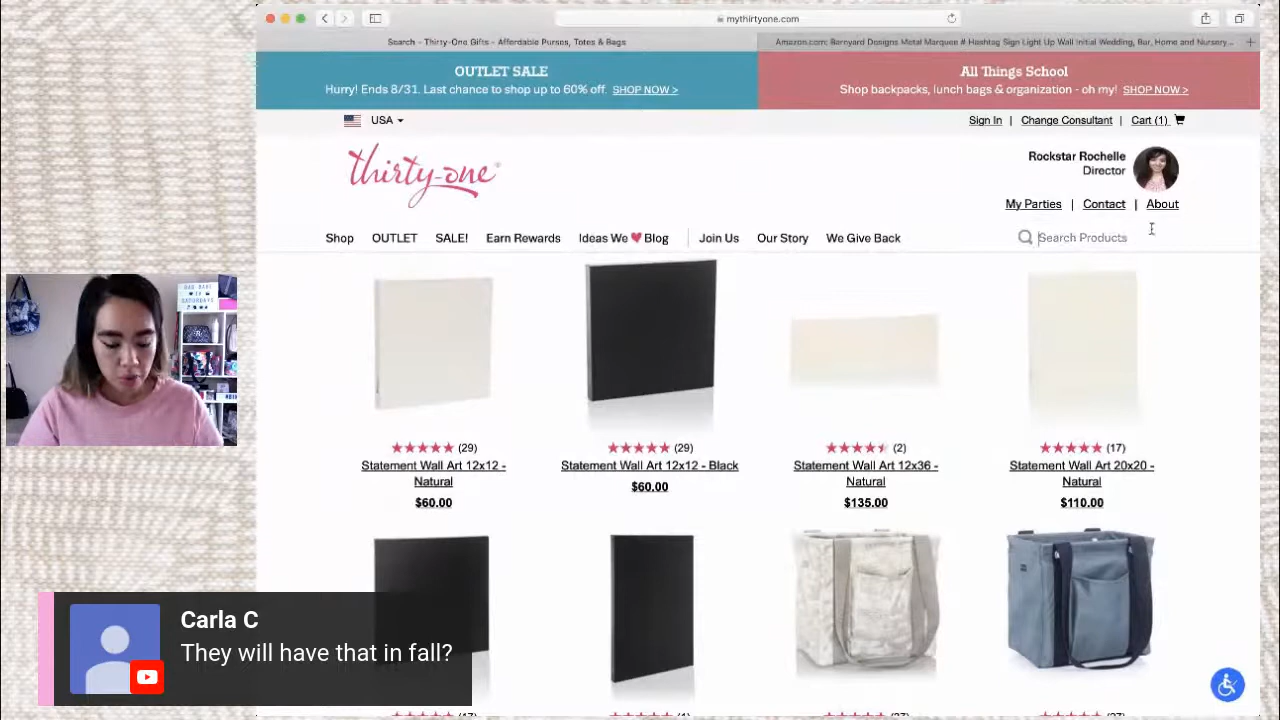 mythirtyone.com
Search - Thirty-One Gifts - Affordable Purses, Totes & Bags
Amazon.com: Barnyard Designs Metal Marquee # Hashtag Sign Light Up Wall Initial Wedding, Bar, Home and Nursery...
OUTLET SALE
Hurry! Ends 8/31. Last chance to shop up to 60% off. SHOP NOW >
All Things School
Shop backpacks, lunch bags & organization - oh my! SHOP NOW >
USA
Sign In | Change Consultant | Cart (1)
thirty-one
Rockstar Rochelle
Director
My Parties | Contact | About
Shop OUTLET SALE! Earn Rewards Ideas We Blog Join Us Our Story We Give Back
Search Products
(29)
Statement Wall Art 12x12 -
Natural
$60.00
(29)
Statement Wall Art 12x12 - Black
$60.00
(2)
Statement Wall Art 12x36 -
Natural
$135.00
(17)
Statement Wall Art 20x20 -
Natural
$110.00
SATURDAYS
Carla C
They will have that in fall?